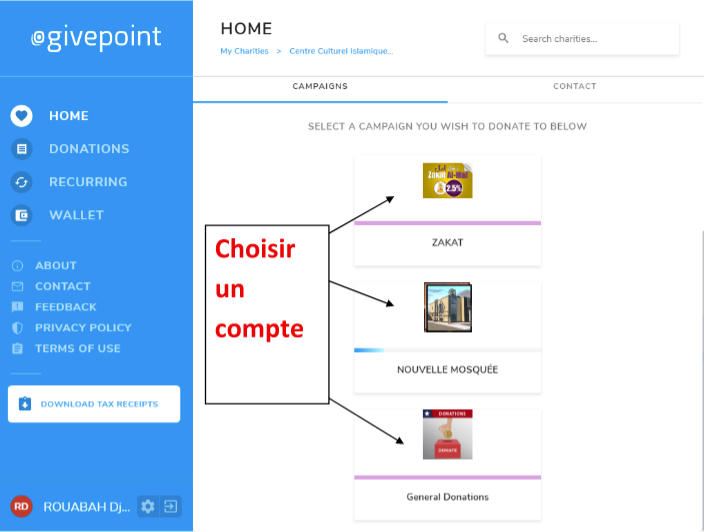 givepoint
HOME
DONATIONS
RECURRING
WALLET
ABOUT
CONTACT
FEEDBACK
PRIVACY POLICY
TERMS OF USE
DOWNLOAD TAX RECEIPTS
RD
ROUABAH Dj...
HOME
My Charities > Centre Culturel Islamique...
Search charities...
CAMPAIGNS
CONTACT
SELECT A CAMPAIGN YOU WISH TO DONATE TO BELOW
Zakat Al-mal
2.5%
ZAKAT
Choisir
un
compte
NOUVELLE MOSQUÉE
DONATIONS
DONATE
General Donations